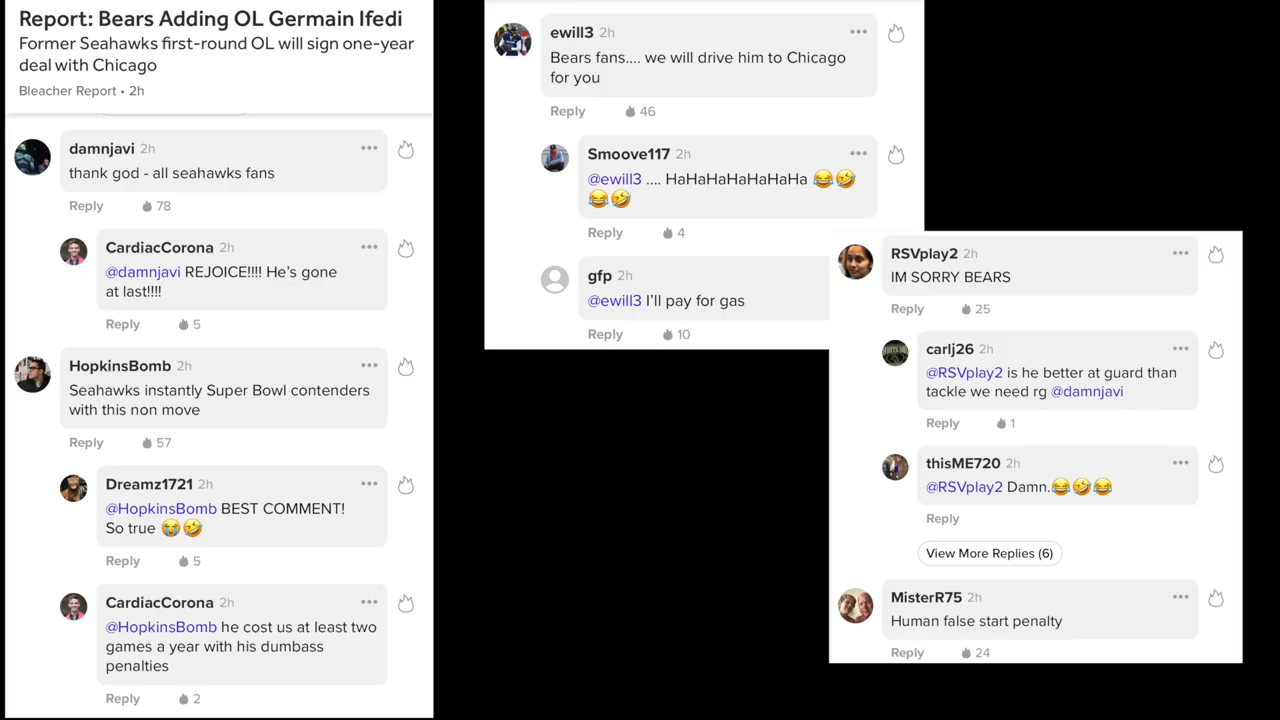 Report: Bears Adding OL Germain Ifedi
Former Seahawks first-round OL will sign one-year
deal with Chicago
Bleacher Report • 2h
damnjavi 2h
thank god - all seahawks fans
Reply 78
CardiacCorona 2h
@damnjavi REJOICE!!!! He's gone
at last!!!!
Reply 5
HopkinsBomb 2h
Seahawks instantly Super Bowl contenders
with this non move
Reply 57
Dreamz1721 2h
@HopkinsBomb BEST COMMENT!
So true 😭🤣
Reply 5
CardiacCorona 2h
@HopkinsBomb he cost us at least two
games a year with his dumbass
penalties
Reply 2
ewill3 2h
Bears fans.... we will drive him to Chicago
for you
Reply 46
Smoove117 2h
@ewill3 .... HaHaHaHaHaHaHa 😂🤣
😂🤣
Reply 4
gfp 2h
@ewill3 I'll pay for gas
Reply 10
RSVplay2 2h
IM SORRY BEARS
Reply 25
carlj26 2h
@RSVplay2 is he better at guard than
tackle we need rg @damnjavi
Reply 1
thisME720 2h
@RSVplay2 Damn.😂🤣😂
Reply
View More Replies (6)
MisterR75 2h
Human false start penalty
Reply 24